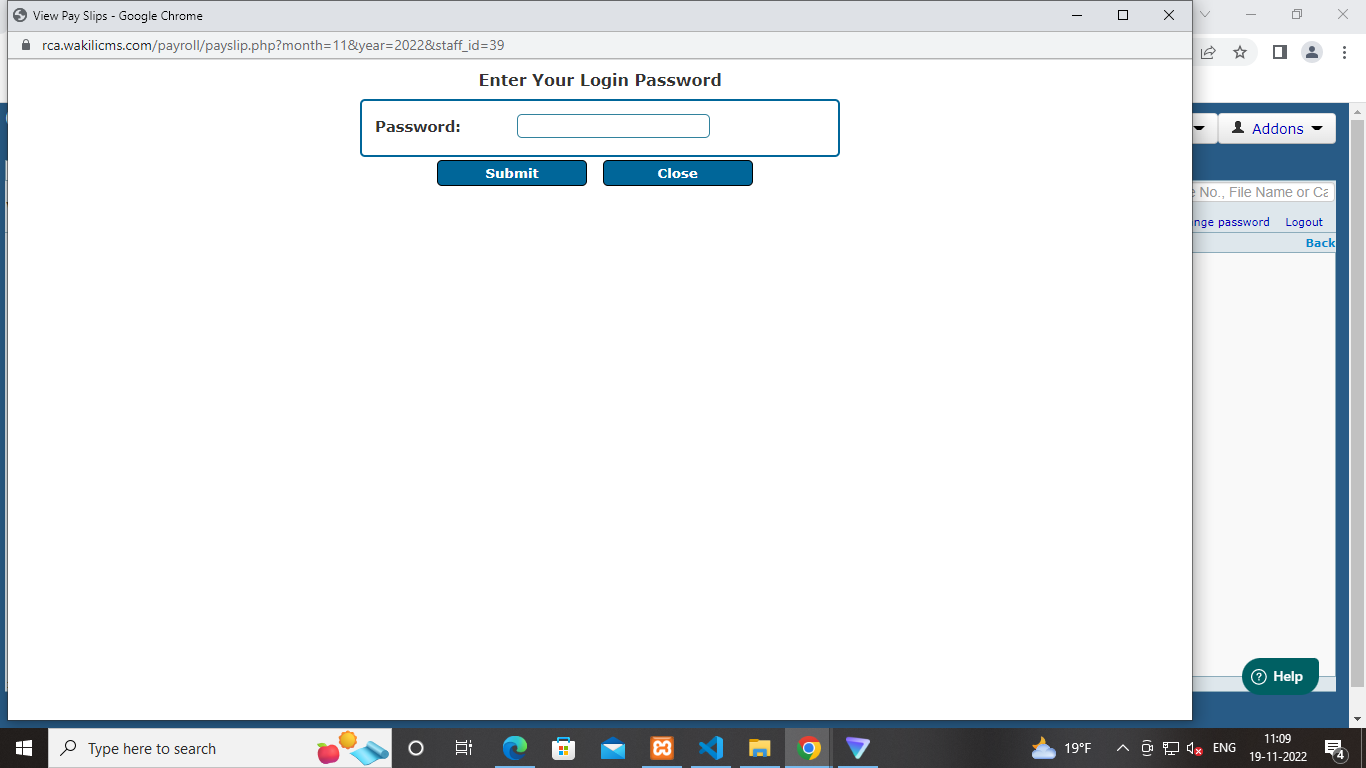 View Pay Slips - Google Chrome
rca.wakilicms.com/payroll/payslip.php?month=11&year=2022&staff_id=39
Enter Your Login Password
Password:
Submit Close
Addons
No., File Name or Ca
nge password Logout
Back
Help
Type here to search
19°F
ENG
11:09
19-11-2022
4